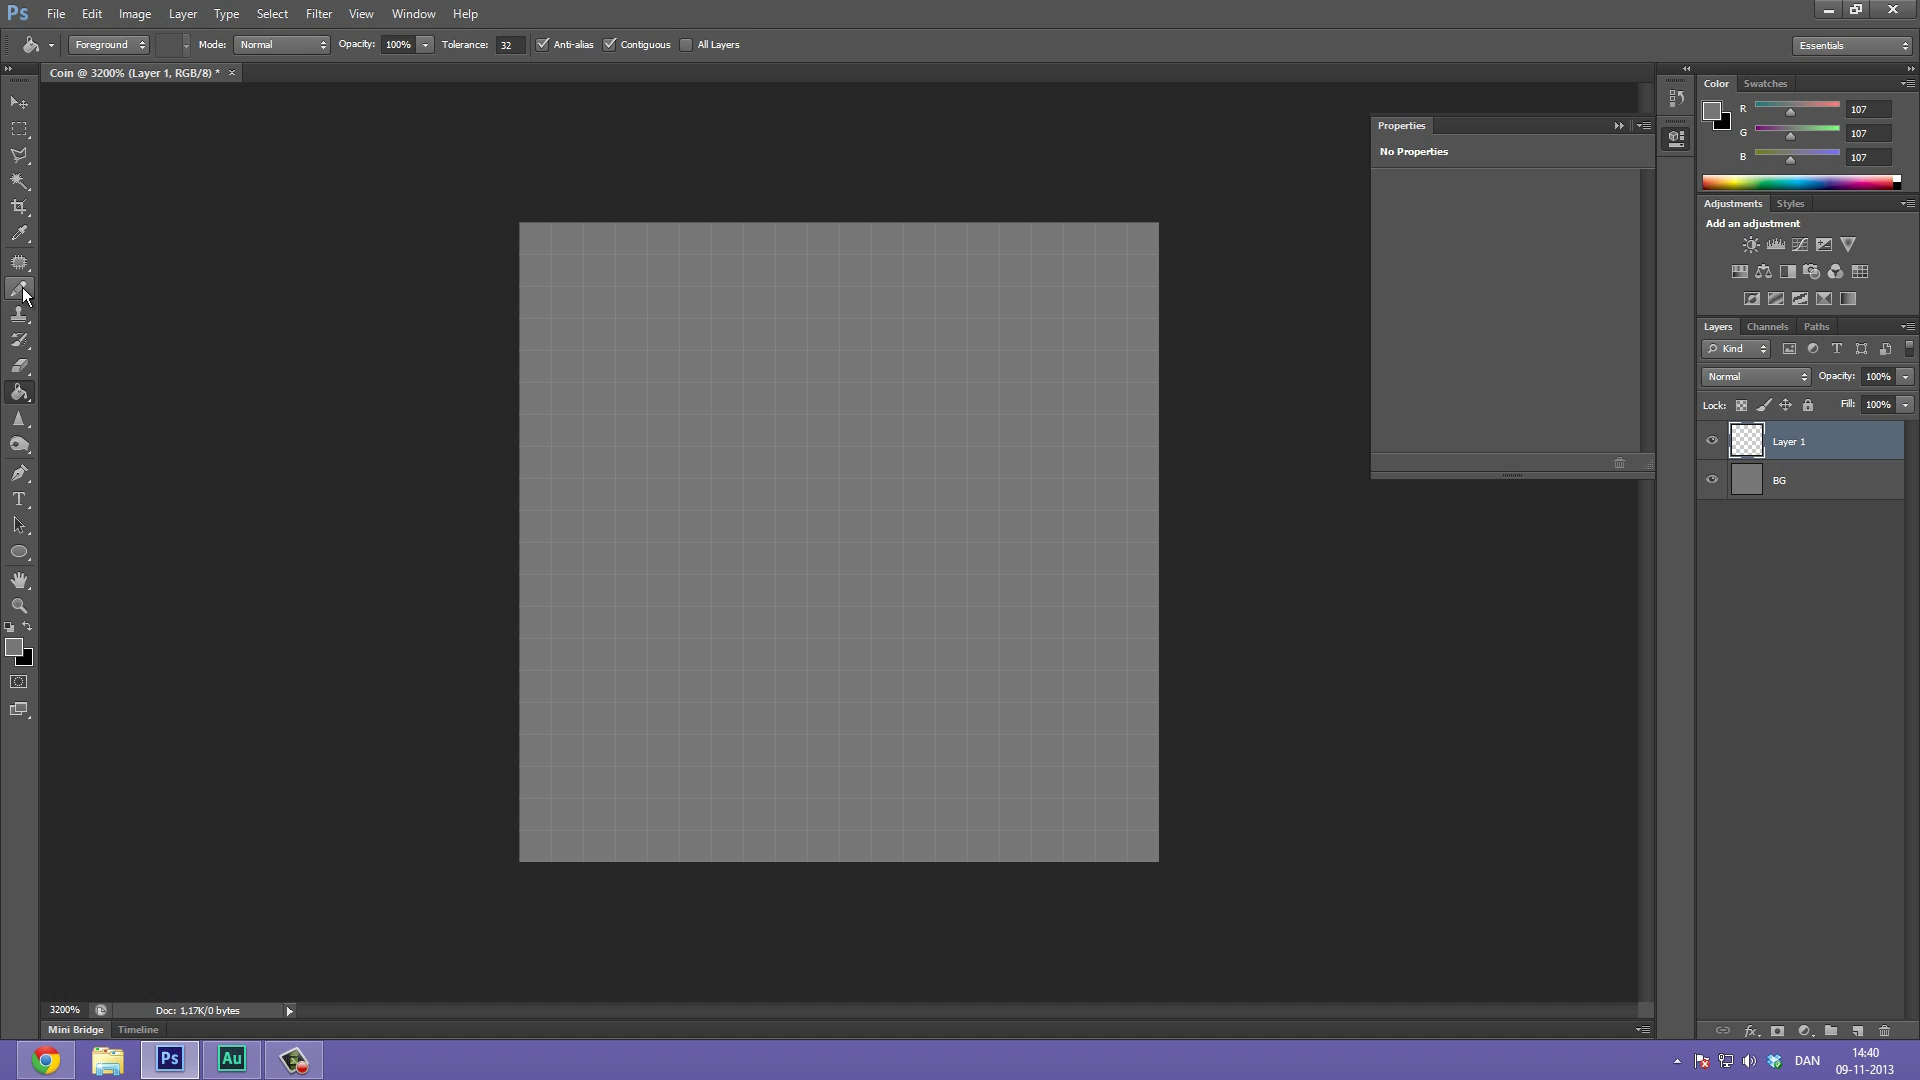 Ps File Edit Image Layer Type Select Filter View Window Help
Foreground Mode: Normal Opacity: 100% Tolerance: 32 Anti-alias Contiguous All Layers Essentials
Coin @ 3200% (Layer 1, RGB/8) * ×
Color Swatches
R 107
G 107
B 107
Properties
No Properties
Adjustments Styles
Add an adjustment
Layers Channels Paths
Kind
Normal Opacity: 100%
Lock: Fill: 100%
Layer 1
BG
T
3200% Doc: 1,17K/0 bytes
Mini Bridge Timeline
fx
Ps Au DAN 14:40
09-11-2013